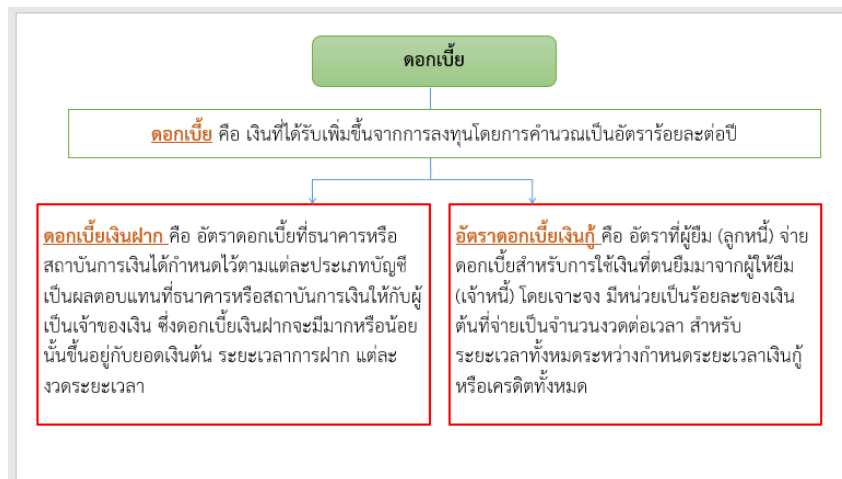 ดอกเบี้ย
ดอกเบี้ย คือ เงินที่ได้รับเพิ่มขึ้นจากการลงทุนโดยการคำนวณเป็นอัตราร้อยละต่อปี
ดอกเบี้ยเงินฝาก คือ อัตราดอกเบี้ยที่ธนาคารหรือ
สถาบันการเงินได้กำหนดไว้ตามแต่ละประเภทบัญชี
เป็นผลตอบแทนที่ธนาคารหรือสถาบันการเงินให้กับผู้
เป็นเจ้าของเงิน ซึ่งดอกเบี้ยเงินฝากจะมีมากหรือน้อย
นั้นขึ้นอยู่กับยอดเงินต้น ระยะเวลาการฝาก แต่ละ
งวดระยะเวลา
อัตราดอกเบี้ยเงินกู้ คือ อัตราที่ผู้ยืม (ลูกหนี้) จ่าย
ดอกเบี้ยสำหรับการใช้เงินที่ตนยืมมาจากผู้ให้ยืม
(เจ้าหนี้) โดยเจาะจง มีหน่วยเป็นร้อยละของเงิน
ต้นที่จ่ายเป็นจำนวนงวดต่อเวลา สำหรับ
ระยะเวลาทั้งหมดระหว่างกำหนดระยะเวลาเงินกู้
หรือเครดิตทั้งหมด